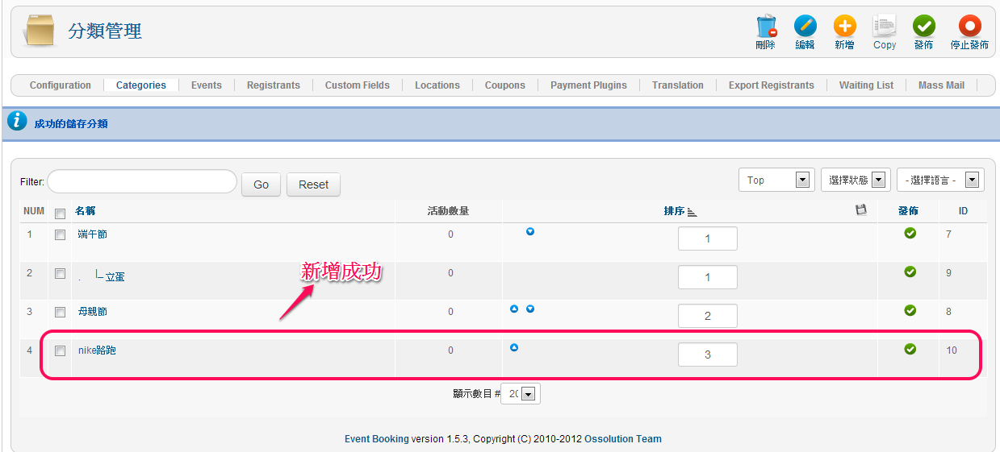 分類管理
刪除 編輯 新增 Copy 發佈 停止發佈
Configuration Categories Events Registrants Custom Fields Locations Coupons Payment Plugins Translation Export Registrants Waiting List Mass Mail
成功的儲存分類
Filter: Go Reset Top 選擇狀態 - 選擇語言 -
NUM 名稱 活動數量 排序 發佈 ID
1 端午節 0 1 7
2 . 立蛋 0 1 9
新增成功
3 母親節 0 2 8
4 nike路跑 0 3 10
顯示數目 # 20
Event Booking version 1.5.3, Copyright (C) 2010-2012 Ossolution Team